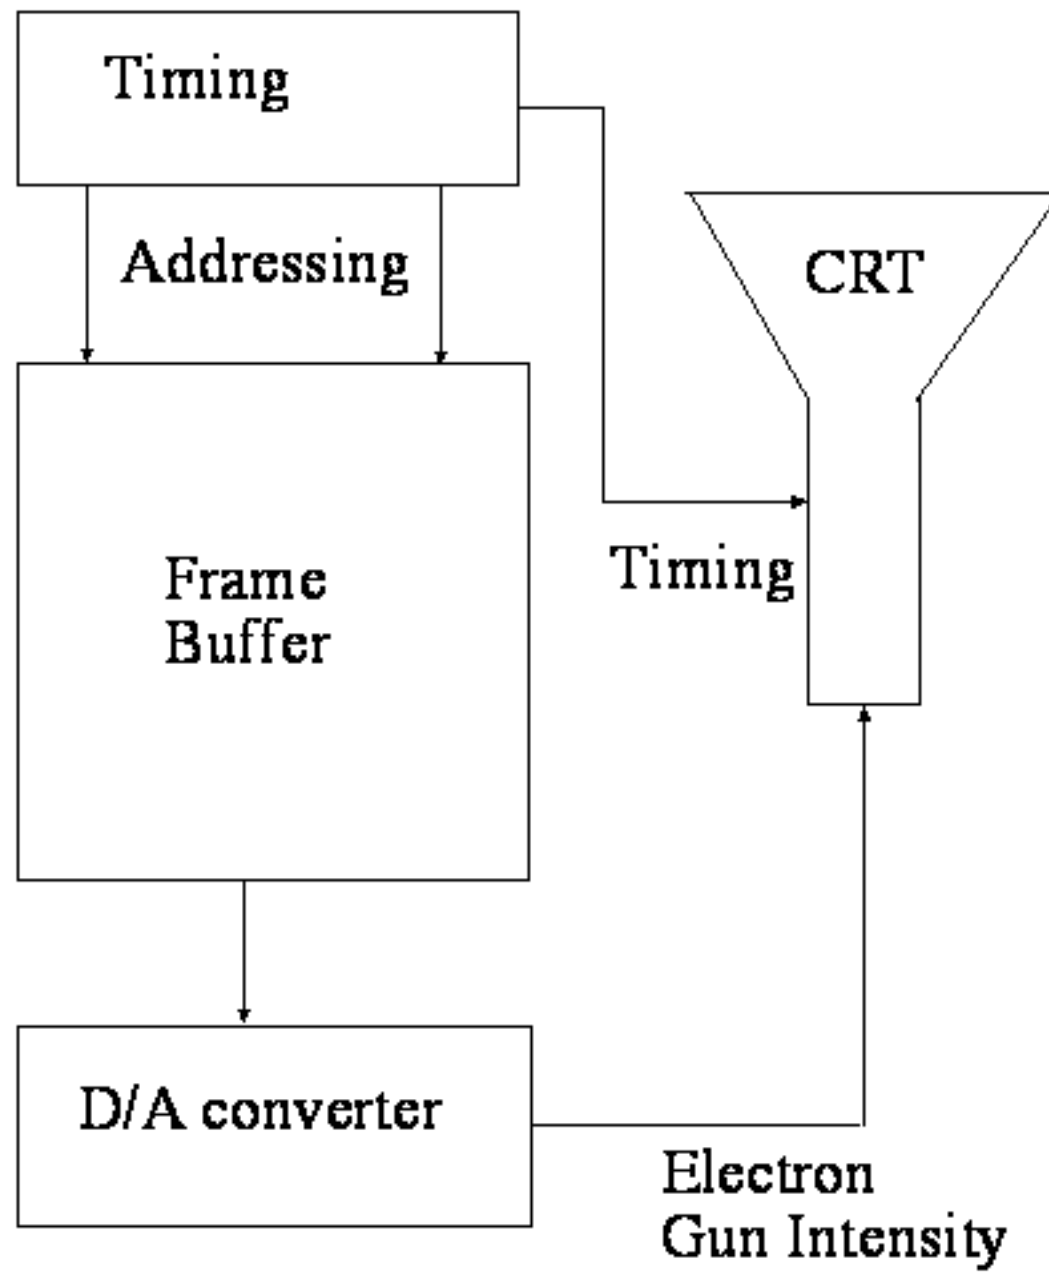 Timing
Addressing
CRT
Frame
Buffer
Timing
D/A converter
Electron
Gun Intensity